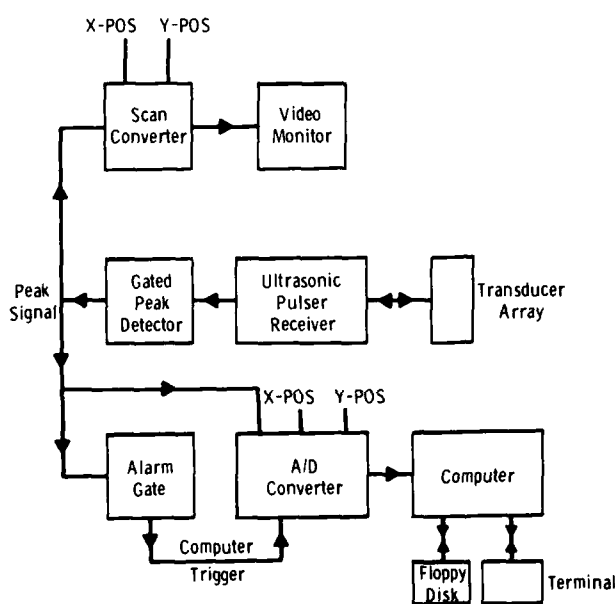 X-POS Y-POS
Scan
Converter
Video
Monitor
Peak
Signal
Gated
Peak
Detector
Ultrasonic
Pulser
Receiver
Transducer
Array
X-POS Y-POS
Alarm
Gate
A/D
Converter
Computer
Computer
Trigger
Floppy
Disk
Terminal